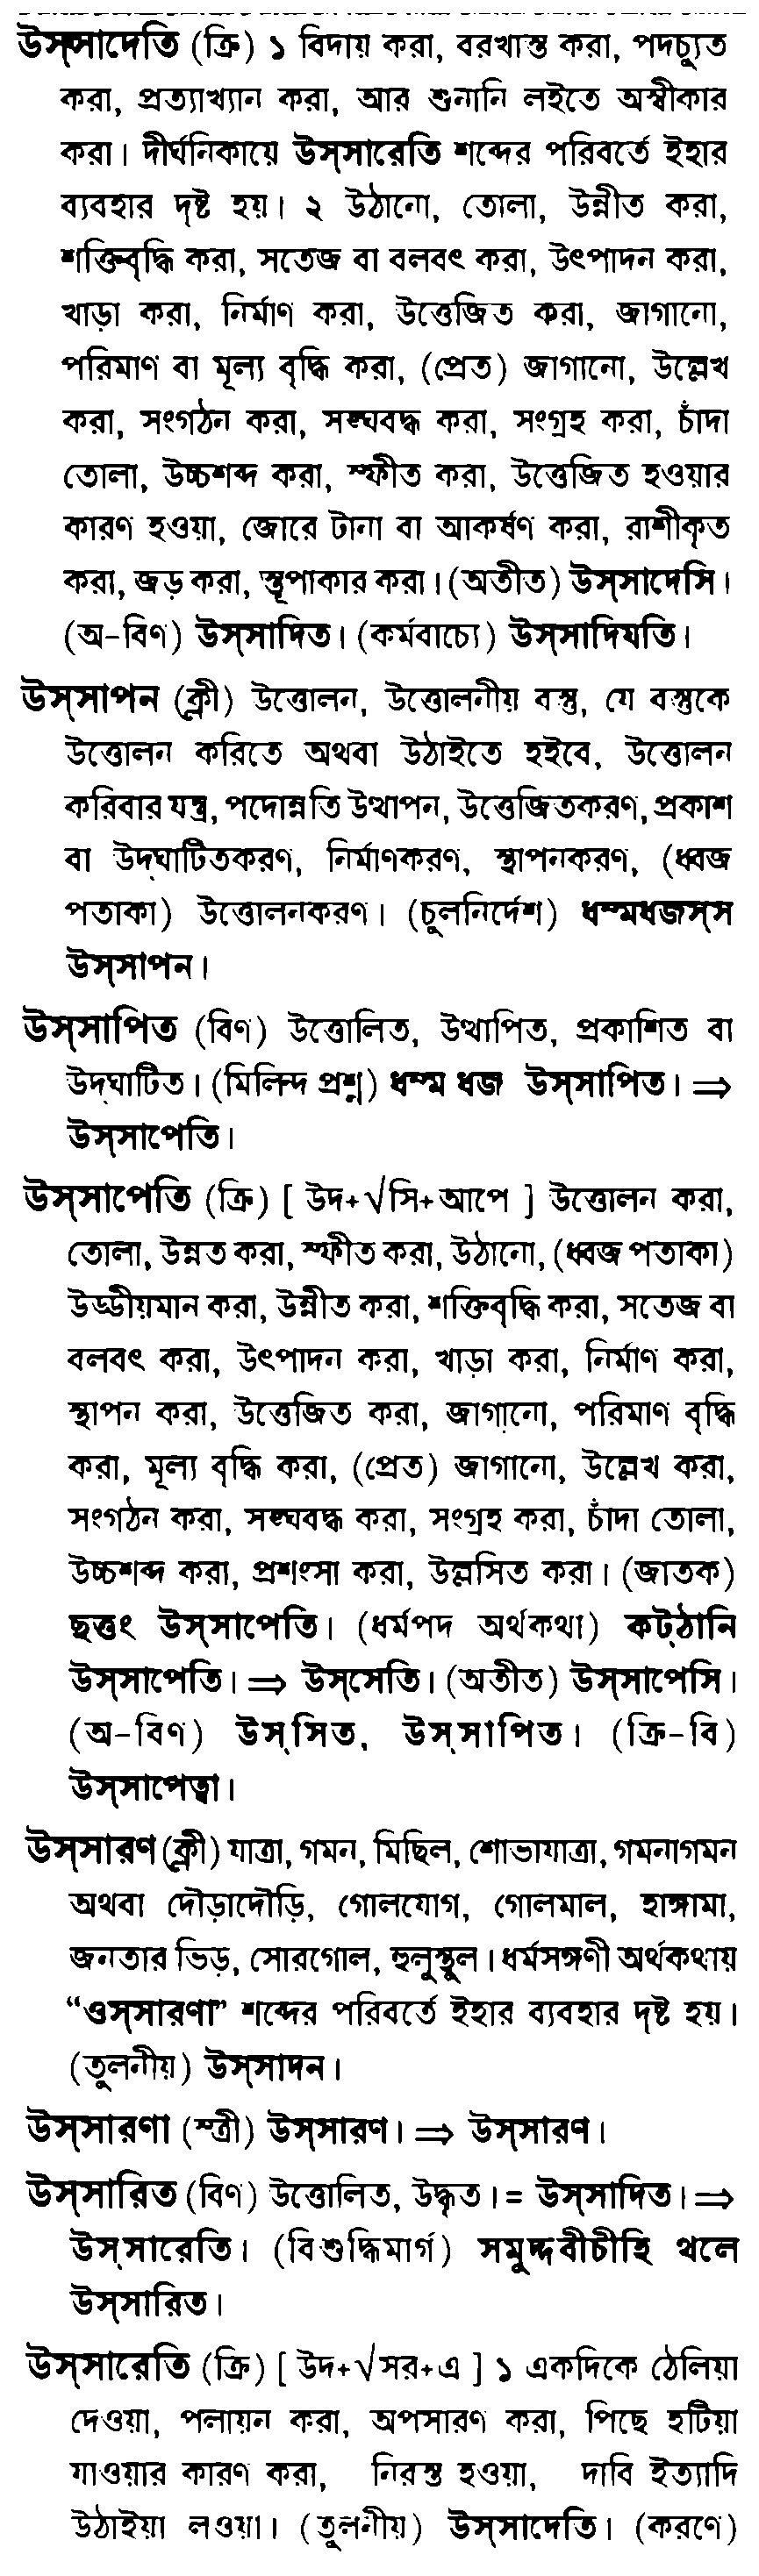 উস্সাদেতি (ক্রি) ১ বিদায় করা, বরখাস্ত করা, পদচ্যুত
করা, প্রত্যাখ্যান করা, আর শুনানি লইতে অস্বীকার
করা। দীর্ঘনিকায়ে উস্সারেতি শব্দের পরিবর্তে ইহার
ব্যবহার দৃষ্ট হয়। ২ উঠানো, তোলা, উন্নীত করা,
শক্তিবৃদ্ধি করা, সতেজ বা বলবৎ করা, উৎপাদন করা,
খাড়া করা, নির্মাণ করা, উত্তেজিত করা, জাগানো,
পরিমাণ বা মূল্য বৃদ্ধি করা, (প্রেত) জাগানো, উল্লেখ
করা, সংগঠন করা, সঙ্ঘবদ্ধ করা, সংগ্রহ করা, চাঁদা
তোলা, উচ্চশব্দ করা, স্ফীত করা, উত্তেজিত হওয়ার
কারণ হওয়া, জোরে টানা বা আকর্ষণ করা, রাশীকৃত
করা, জড় করা, স্তূপাকার করা। (অতীত) উস্সাদেসি।
(অ-বিণ) উস্সাদিত। (কর্মবাচ্যে) উস্সাদিযতি।
উস্সাপন (ক্লী) উত্তোলন, উত্তোলনীয় বস্তু, যে বস্তুকে
উত্তোলন করিতে অথবা উঠাইতে হইবে, উত্তোলন
করিবার যন্ত্র, পদোন্নতি উত্থাপন, উত্তেজিতকরণ, প্রকাশ
বা উদ্ঘাটিতকরণ, নির্মাণকরণ, স্থাপনকরণ, (ধ্বজ
পতাকা) উত্তোলনকরণ। (চুলনির্দেশ) ধম্মধজস্স
উস্সাপন।
উস্সাপিত (বিণ) উত্তোলিত, উত্থাপিত, প্রকাশিত বা
উদ্ঘাটিত। (মিলিন্দ প্রশ্ন) ধম্ম ধজ উস্সাপিত। ⇒
উস্সাপেতি।
উস্সাপেতি (ক্রি) [ উদ+√সি+আপে ] উত্তোলন করা,
তোলা, উন্নত করা, স্ফীত করা, উঠানো, (ধ্বজ পতাকা)
উড্ডীয়মান করা, উন্নীত করা, শক্তিবৃদ্ধি করা, সতেজ বা
বলবৎ করা, উৎপাদন করা, খাড়া করা, নির্মাণ করা,
স্থাপন করা, উত্তেজিত করা, জাগানো, পরিমাণ বৃদ্ধি
করা, মূল্য বৃদ্ধি করা, (প্রেত) জাগানো, উল্লেখ করা,
সংগঠন করা, সঙ্ঘবদ্ধ করা, সংগ্রহ করা, চাঁদা তোলা,
উচ্চশব্দ করা, প্রশংসা করা, উল্লসিত করা। (জাতক)
ছত্তং উস্সাপেতি। (ধর্মপদ অর্থকথা) কট্ঠানি
উস্সাপেতি। ⇒ উস্সেতি। (অতীত) উস্সাপেসি।
(অ-বিণ) উস্সিত, উস্সাপিত। (ক্রি-বি)
উস্সাপেত্বা।
উস্সারণ (ক্লী) যাত্রা, গমন, মিছিল, শোভাযাত্রা, গমনাগমন
অথবা দৌড়াদৌড়ি, গোলযোগ, গোলমাল, হাঙ্গামা,
জনতার ভিড়, সোরগোল, হুলুস্থুল। ধর্মসঙ্গণী অর্থকথায়
“ওস্সারণা” শব্দের পরিবর্তে ইহার ব্যবহার দৃষ্ট হয়।
(তুলনীয়) উস্সাদন।
উস্সারণা (স্ত্রী) উস্সারণ। ⇒ উস্সারণ।
উস্সারিত (বিণ) উত্তোলিত, উদ্ধৃত। = উস্সাদিত। ⇒
উস্সারেতি। (বিশুদ্ধিমার্গ) সমুদ্দবীচীহি থলে
উস্সারিত।
উস্সারেতি (ক্রি) [ উদ+√সর+এ ] ১ একদিকে ঠেলিয়া
দেওয়া, পলায়ন করা, অপসারণ করা, পিছে হটিয়া
যাওয়ার কারণ করা, নিরস্ত হওয়া, দাবি ইত্যাদি
উঠাইয়া লওয়া। (তুলনীয়) উস্সাদেতি। (করণে)